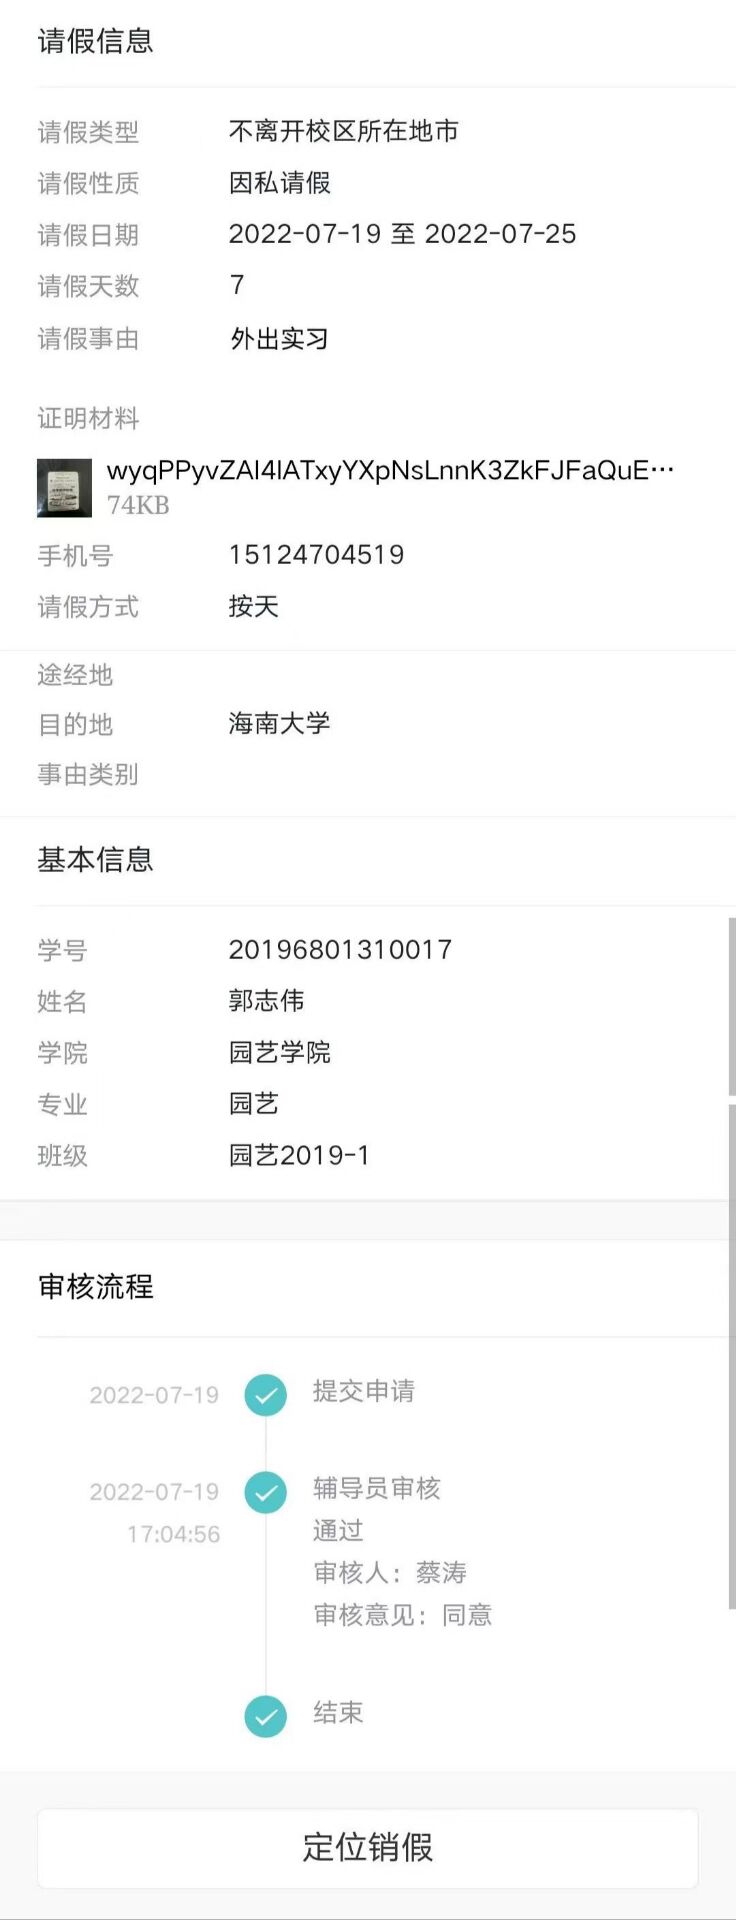 请假信息
请假类型 不离开校区所在地市
请假性质 因私请假
请假日期 2022-07-19 至 2022-07-25
请假天数 7
请假事由 外出实习
证明材料
wyqPPyvZAI4IATxyYXpNsLnnK3ZkFJFaQuE…
74KB
手机号 15124704519
请假方式 按天
途经地
目的地 海南大学
事由类别
基本信息
学号 20196801310017
姓名 郭志伟
学院 园艺学院
专业 园艺
班级 园艺2019-1
审核流程
2022-07-19 提交申请
2022-07-19 辅导员审核
17:04:56 通过
审核人：蔡涛
审核意见：同意
结束
定位销假